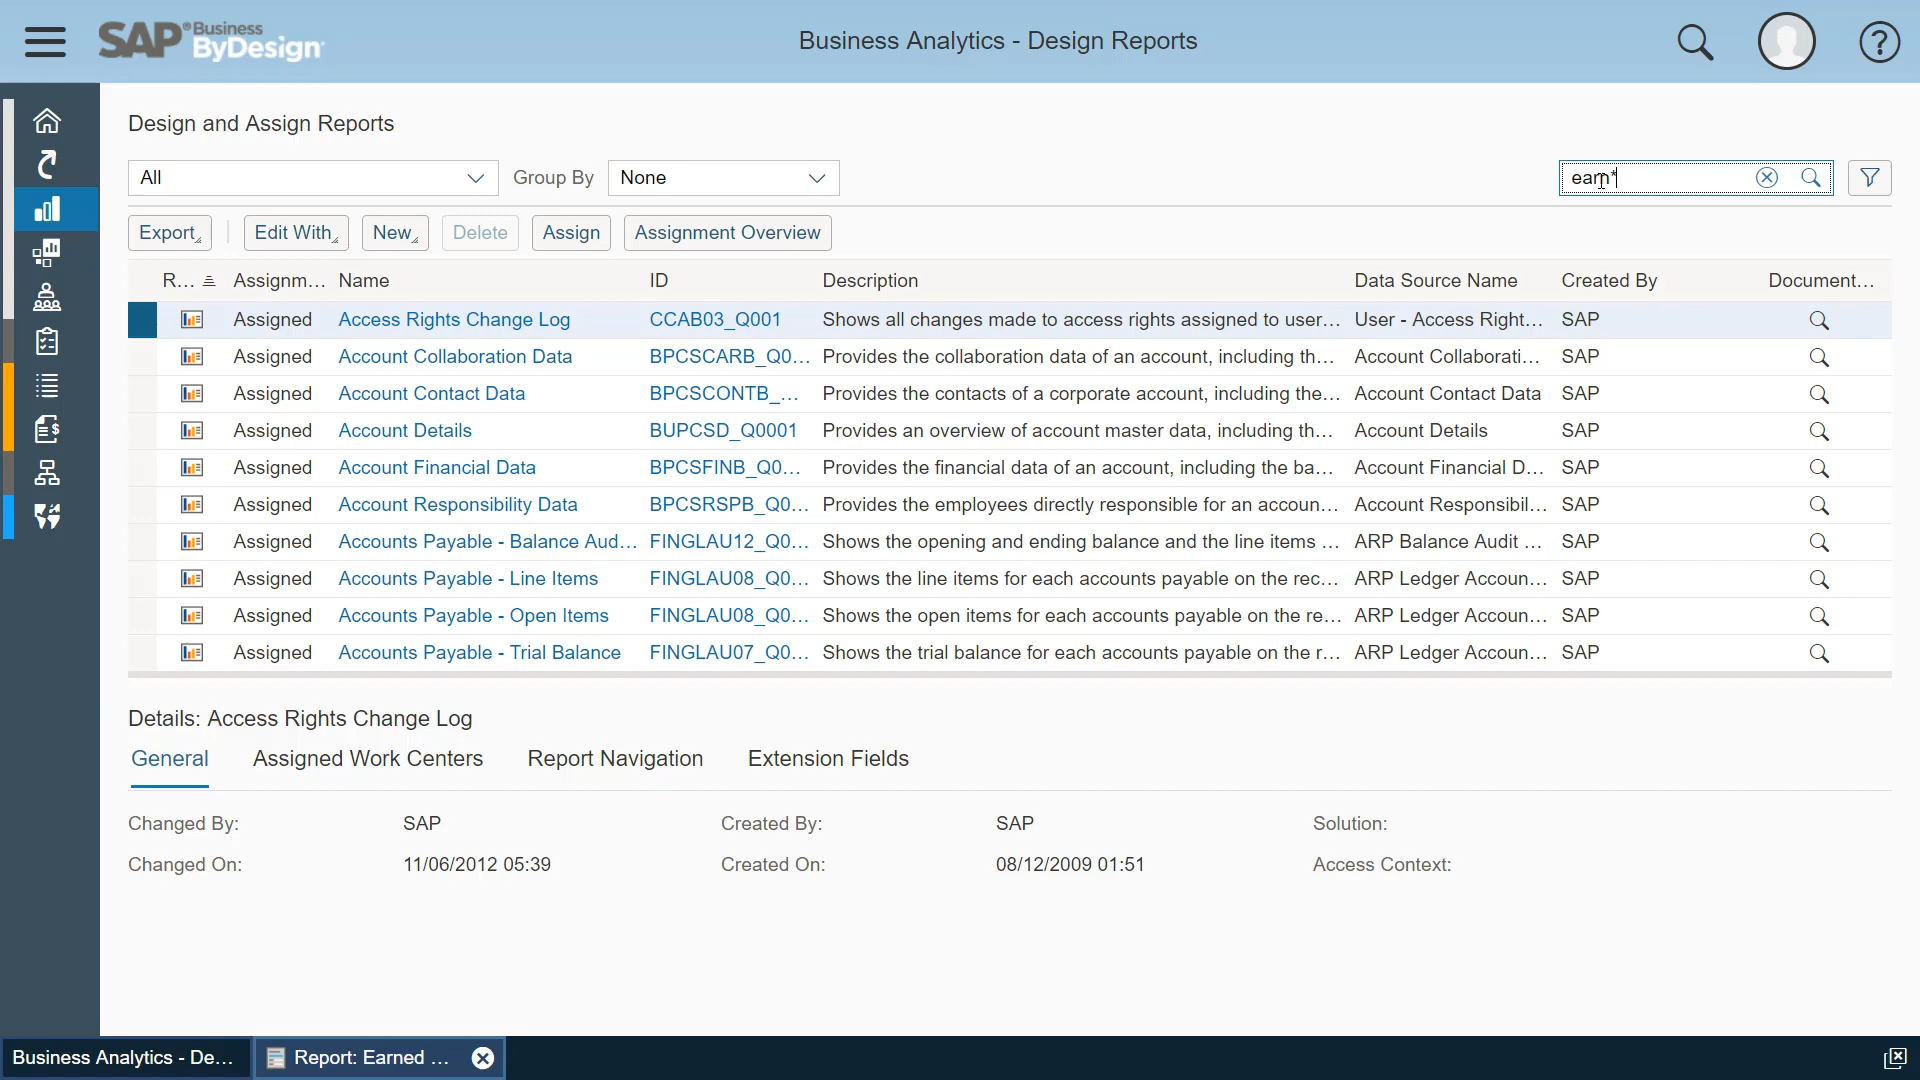 SAP Business ByDesign
Business Analytics - Design Reports
?
Design and Assign Reports
All
Group By
None
earn*
Export
Edit With
New
Delete
Assign
Assignment Overview
R... Assignm... Name ID Description Data Source Name Created By Document...
Assigned Access Rights Change Log CCAB03_Q001 Shows all changes made to access rights assigned to user... User - Access Right... SAP
Assigned Account Collaboration Data BPCSCARB_Q0... Provides the collaboration data of an account, including th... Account Collaborati... SAP
Assigned Account Contact Data BPCSCONTB_... Provides the contacts of a corporate account, including the... Account Contact Data SAP
Assigned Account Details BUPCSD_Q0001 Provides an overview of account master data, including th... Account Details SAP
Assigned Account Financial Data BPCSFINB_Q0... Provides the financial data of an account, including the ba... Account Financial D... SAP
Assigned Account Responsibility Data BPCSRSPB_Q0... Provides the employees directly responsible for an accoun... Account Responsibil... SAP
Assigned Accounts Payable - Balance Aud... FINGLAU12_Q0... Shows the opening and ending balance and the line items ... ARP Balance Audit ... SAP
Assigned Accounts Payable - Line Items FINGLAU08_Q0... Shows the line items for each accounts payable on the rec... ARP Ledger Accoun... SAP
Assigned Accounts Payable - Open Items FINGLAU08_Q0... Shows the open items for each accounts payable on the re... ARP Ledger Accoun... SAP
Assigned Accounts Payable - Trial Balance FINGLAU07_Q0... Shows the trial balance for each accounts payable on the r... ARP Ledger Accoun... SAP
Details: Access Rights Change Log
General Assigned Work Centers Report Navigation Extension Fields
Changed By: SAP Created By: SAP Solution:
Changed On: 11/06/2012 05:39 Created On: 08/12/2009 01:51 Access Context:
Business Analytics - De...
Report: Earned ...